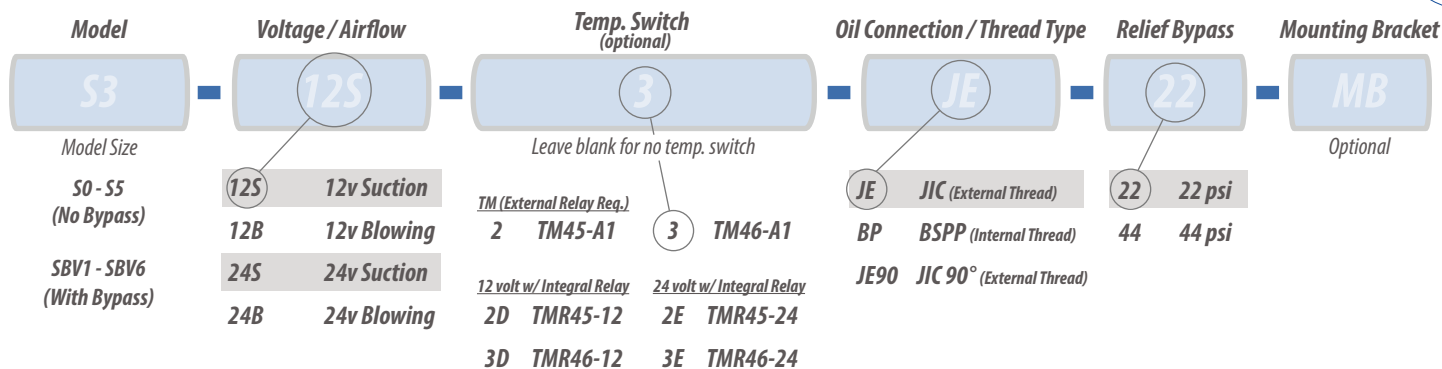 Model Voltage / Airflow Temp. Switch Oil Connection / Thread Type Relief Bypass Mounting Bracket
(optional)
S3 12S 3 JE 22 MB
Model Size Leave blank for no temp. switch Optional
S0 - S5
(No Bypass)
SBV1 - SBV6
(With Bypass)
12S 12v Suction
12B 12v Blowing
24S 24v Suction
24B 24v Blowing
TM (External Relay Req.)
2 TM45-A1 3 TM46-A1
12 volt w/ Integral Relay 24 volt w/ Integral Relay
2D TMR45-12 2E TMR45-24
3D TMR46-12 3E TMR46-24
JE JIC (External Thread)
BP BSPP (Internal Thread)
JE90 JIC 90° (External Thread)
22 22 psi
44 44 psi